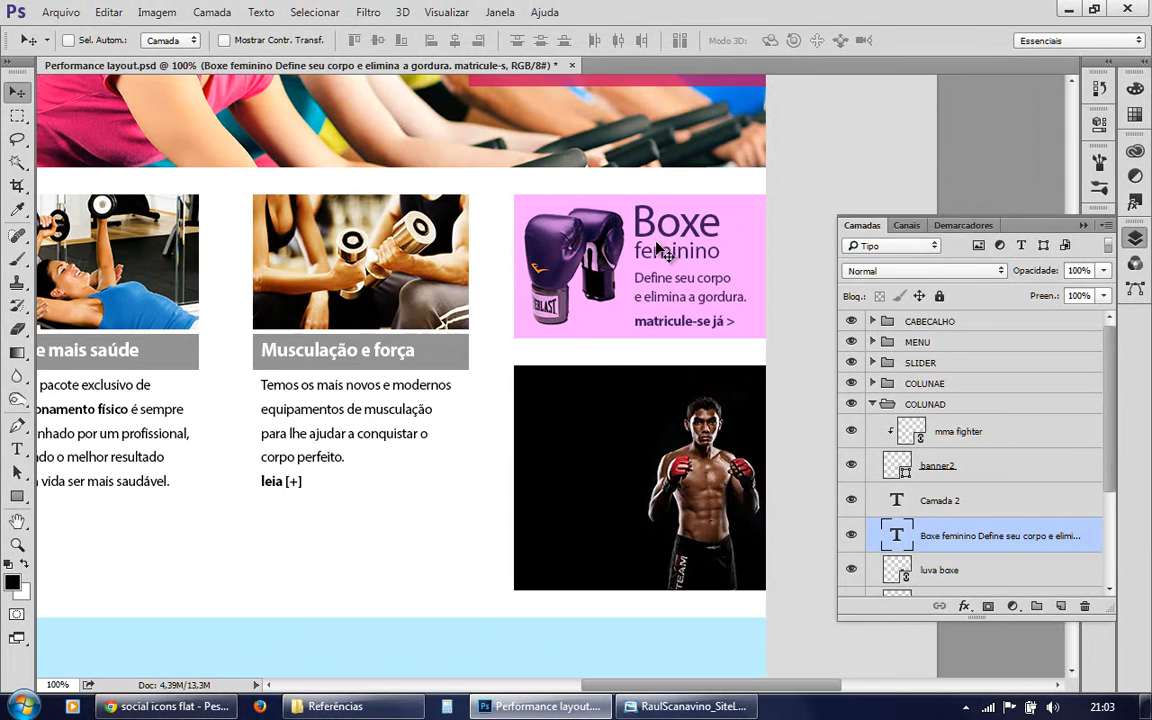 Ps Arquivo Editar Imagem Camada Texto Selecionar Filtro 3D Visualizar Janela Ajuda
Sel. Autom.: Camada Mostrar Contr. Transf. Modo 3D: Essenciais
Performance layout.psd @ 100% (Boxe feminino Define seu corpo e elimina a gordura. matricule-s, RGB/8#) *
Boxe
feminino
Define seu corpo
e elimina a gordura.
matricule-se já >
EVERLAST
e mais saúde
pacote exclusivo de
onamento físico é sempre
nhado por um profissional,
do o melhor resultado
vida ser mais saudável.
Musculação e força
Temos os mais novos e modernos
equipamentos de musculação
para lhe ajudar a conquistar o
corpo perfeito.
leia [+]
TEAM
Camadas Canais Demarcadores
Tipo
Normal Opacidade: 100%
Bloq.: Preen.: 100%
CABECALHO
MENU
SLIDER
COLUNAE
COLUNAD
mma fighter
banner2
Camada 2
Boxe feminino Define seu corpo e elimi...
luva boxe
100% Doc: 4,39M/13,3M
social icons flat - Pes... Referências Performance layout.... RaulScanavino_SiteL... 21:03